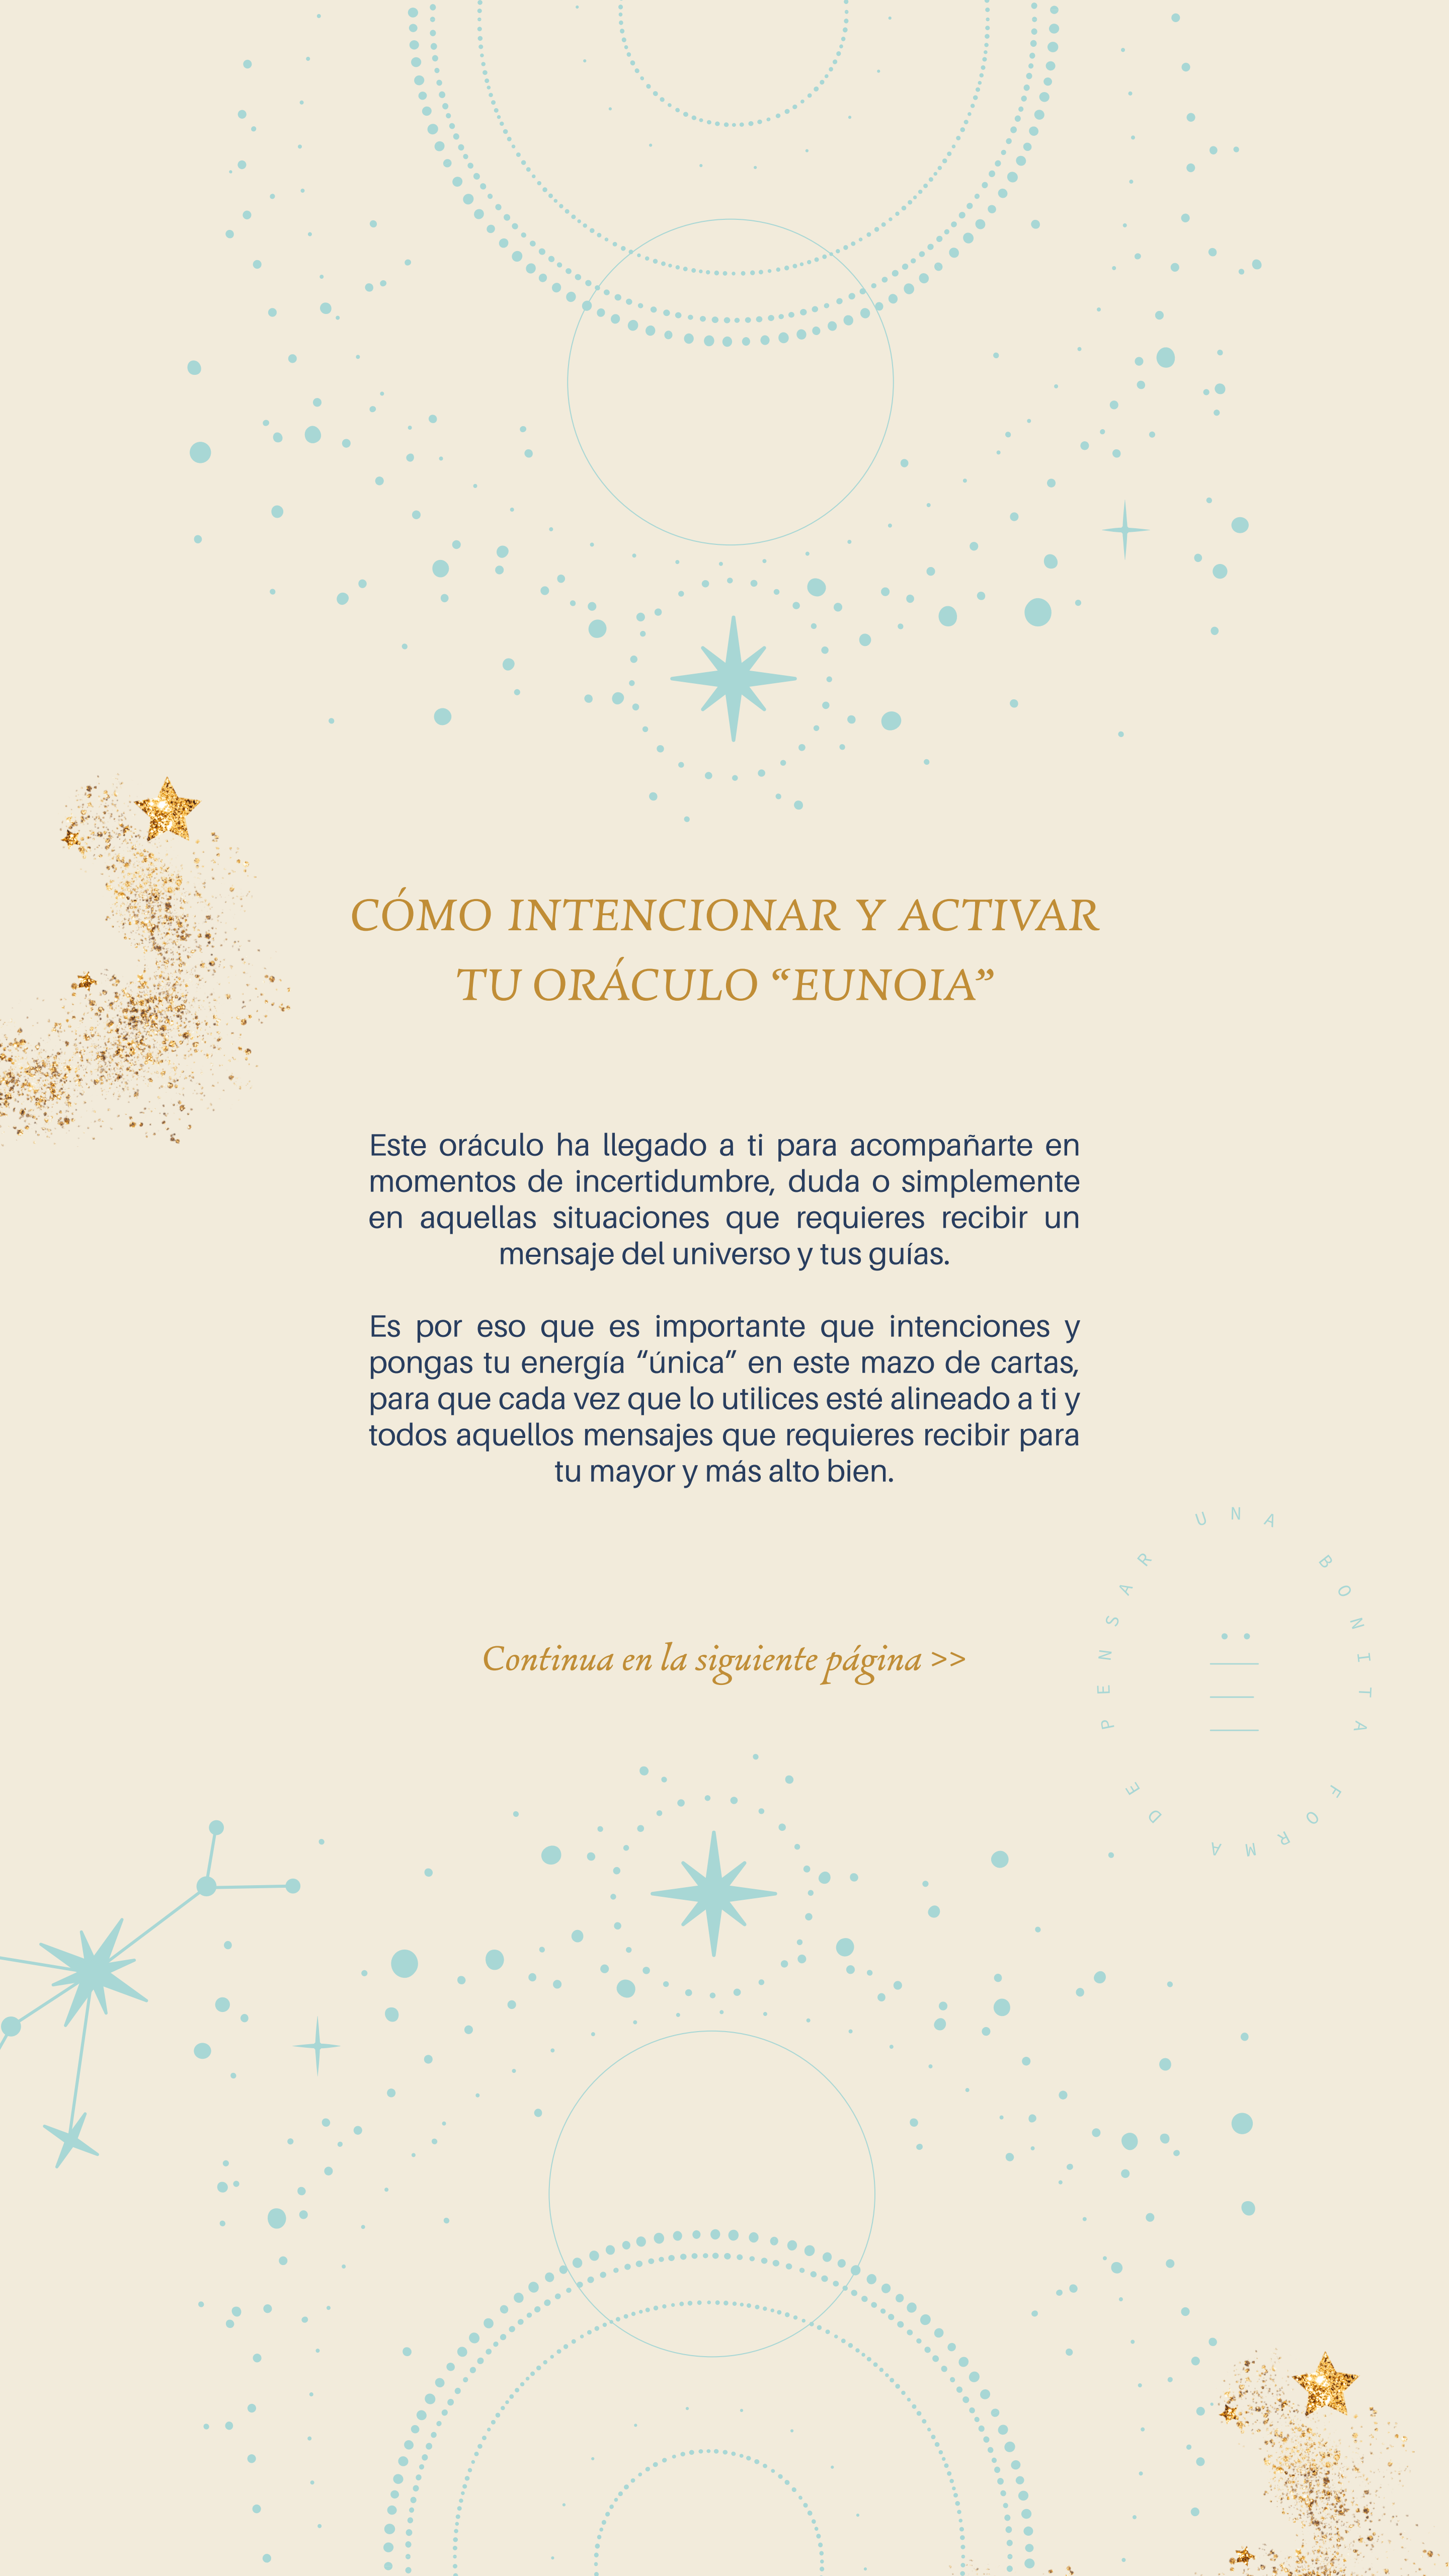 CÓMO INTENCIONAR Y ACTIVAR
TU ORÁCULO “EUNOIA”
Este oráculo ha llegado a ti para acompañarte en
momentos de incertidumbre, duda o simplemente
en aquellas situaciones que requieres recibir un
mensaje del universo y tus guías.
Es por eso que es importante que intenciones y
pongas tu energía “única” en este mazo de cartas,
para que cada vez que lo utilices esté alineado a ti y
todos aquellos mensajes que requieres recibir para
tu mayor y más alto bien.
UNA BONITA FORMA DE PENSAR
Continua en la siguiente página >>